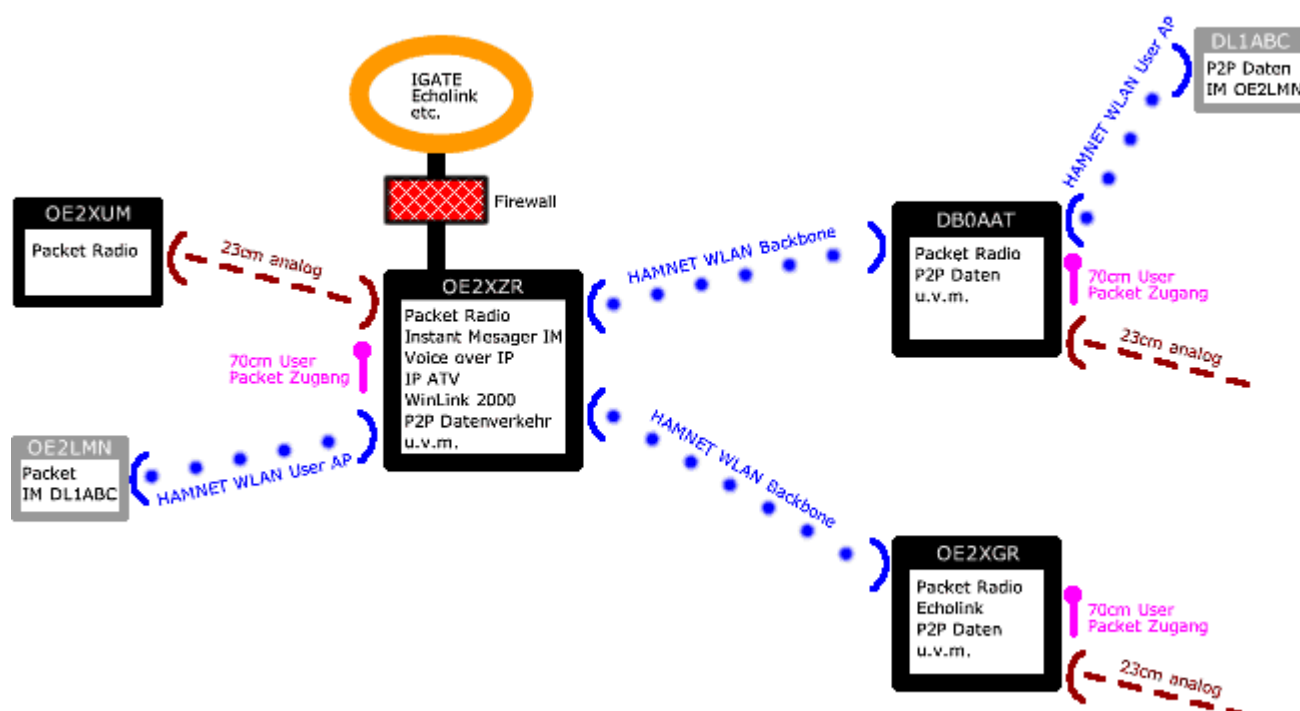 IGATE
Echolink
etc.
Firewall
OE2XUM
Packet Radio
23cm analog
OE2XZR
Packet Radio
Instant Mesager IM
Voice over IP
IP ATV
WinLink 2000
P2P Datenverkehr
u.v.m.
70cm User
Packet Zugang
OE2LMN
Packet
IM DL1ABC
HAMNET WLAN User AP
HAMNET WLAN Backbone
HAMNET WLAN Backbone
DB0AAT
Packet Radio
P2P Daten
u.v.m.
HAMNET WLAN User AP
DL1ABC
P2P Daten
IM OE2LMN
70cm User
Packet Zugang
23cm analog
OE2XGR
Packet Radio
Echolink
P2P Daten
u.v.m.
70cm User
Packet Zugang
23cm analog